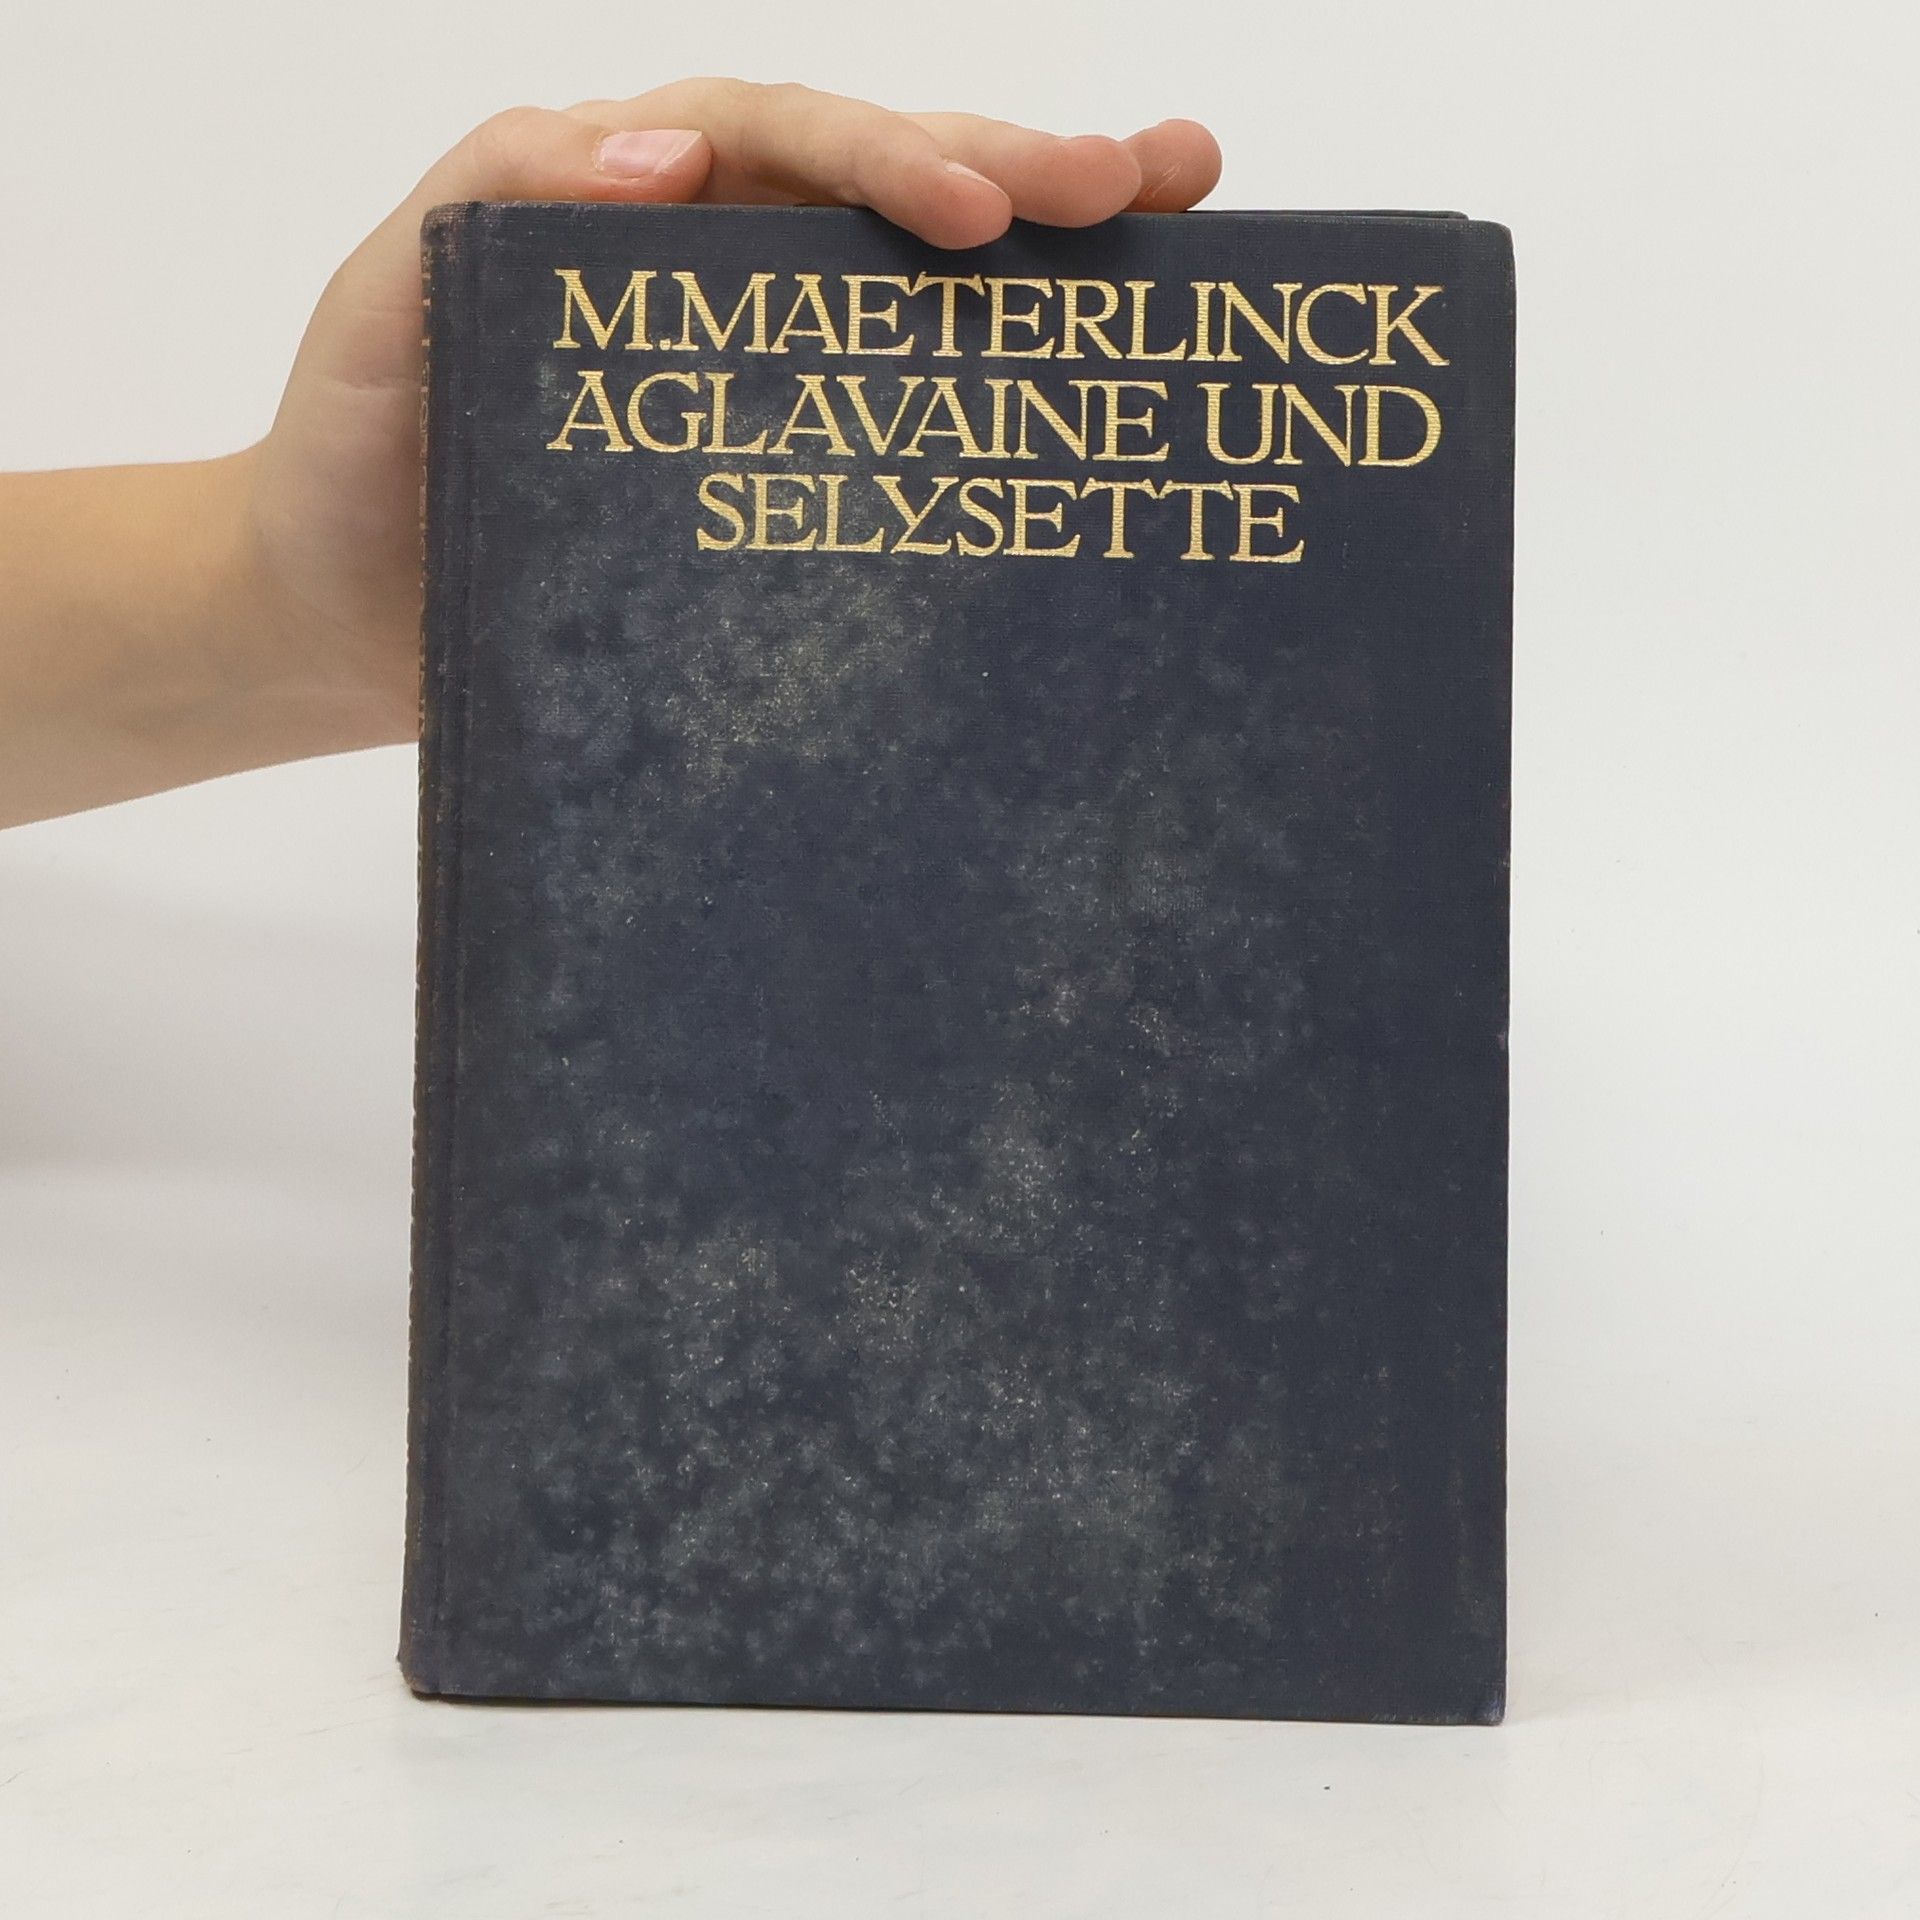 M. MAETERLINCK
AGLAVAINE UND
SELYSETTE